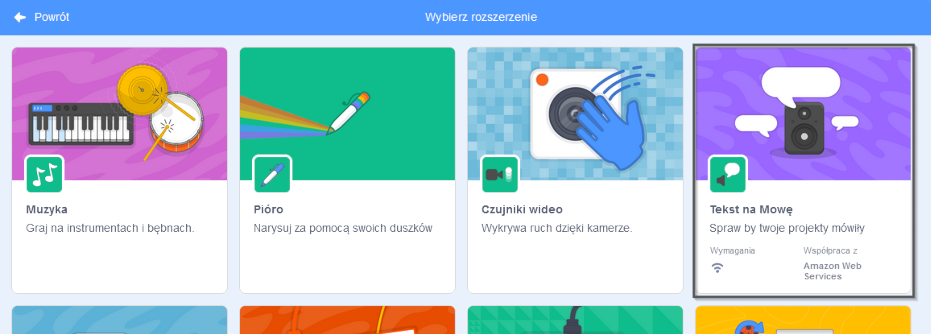 Powrót
Wybierz rozszerzenie
Muzyka
Graj na instrumentach i bębnach.
Pióro
Narysuj za pomocą swoich duszków
Czujniki wideo
Wykrywa ruch dzięki kamerze.
Tekst na Mowę
Spraw by twoje projekty mówiły
Wymagania
Współpraca z
Amazon Web
Services